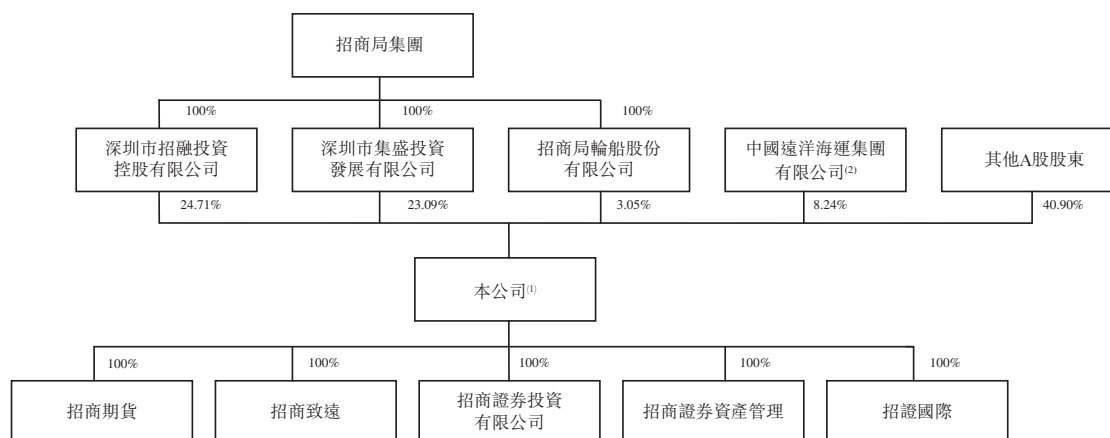 招商局集團
100%
100%
100%
深圳市招融投資
控股有限公司
深圳市集盛投資
發展有限公司
招商局輪船股份
有限公司
中國遠洋海運集團
有限公司(2)
其他A股股東
24.71%
23.09%
3.05%
8.24%
40.90%
本公司(1)
100%
100%
100%
100%
100%
招商期貨
招商致遠
招商證券投資
有限公司
招商證券資產管理
招證國際